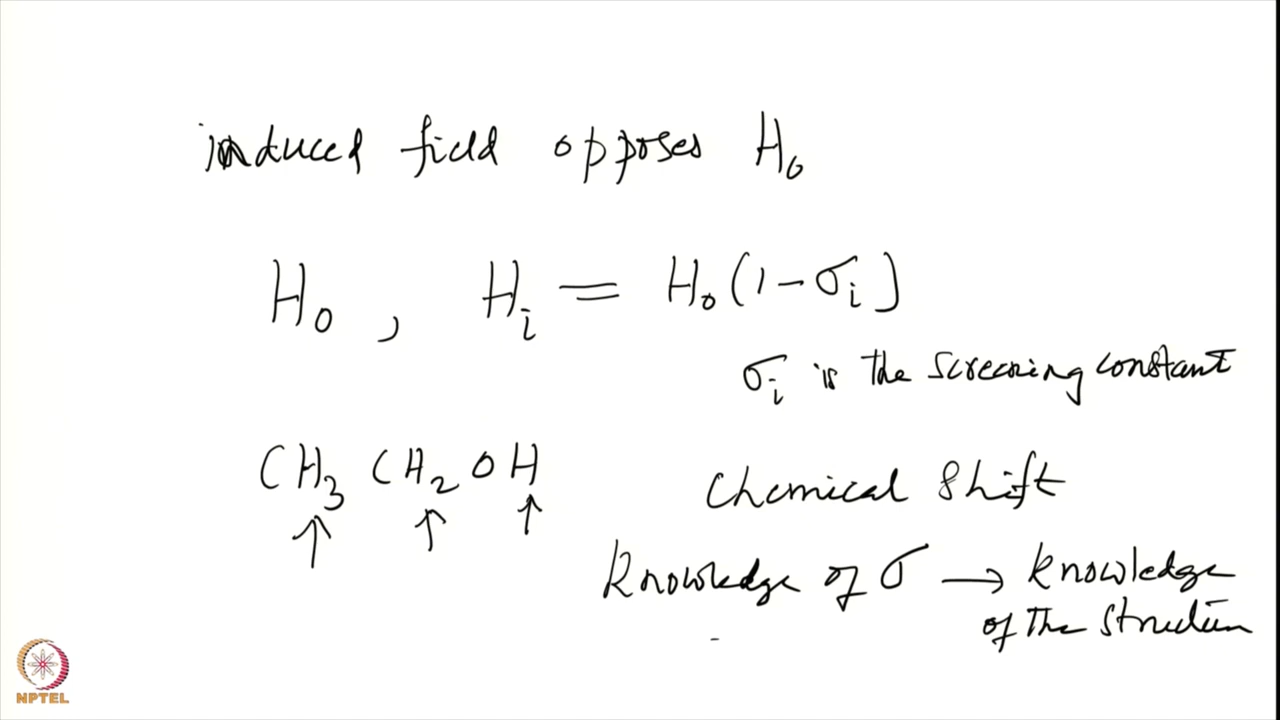 induced field opposes H₀
H₀ , Hᵢ = H₀(1-σᵢ)
σᵢ is the screening constant
CH₃ CH₂ OH
↑ ↑ ↑
Chemical Shift
Knowledge of σ → Knowledge
of the structure
NPTEL